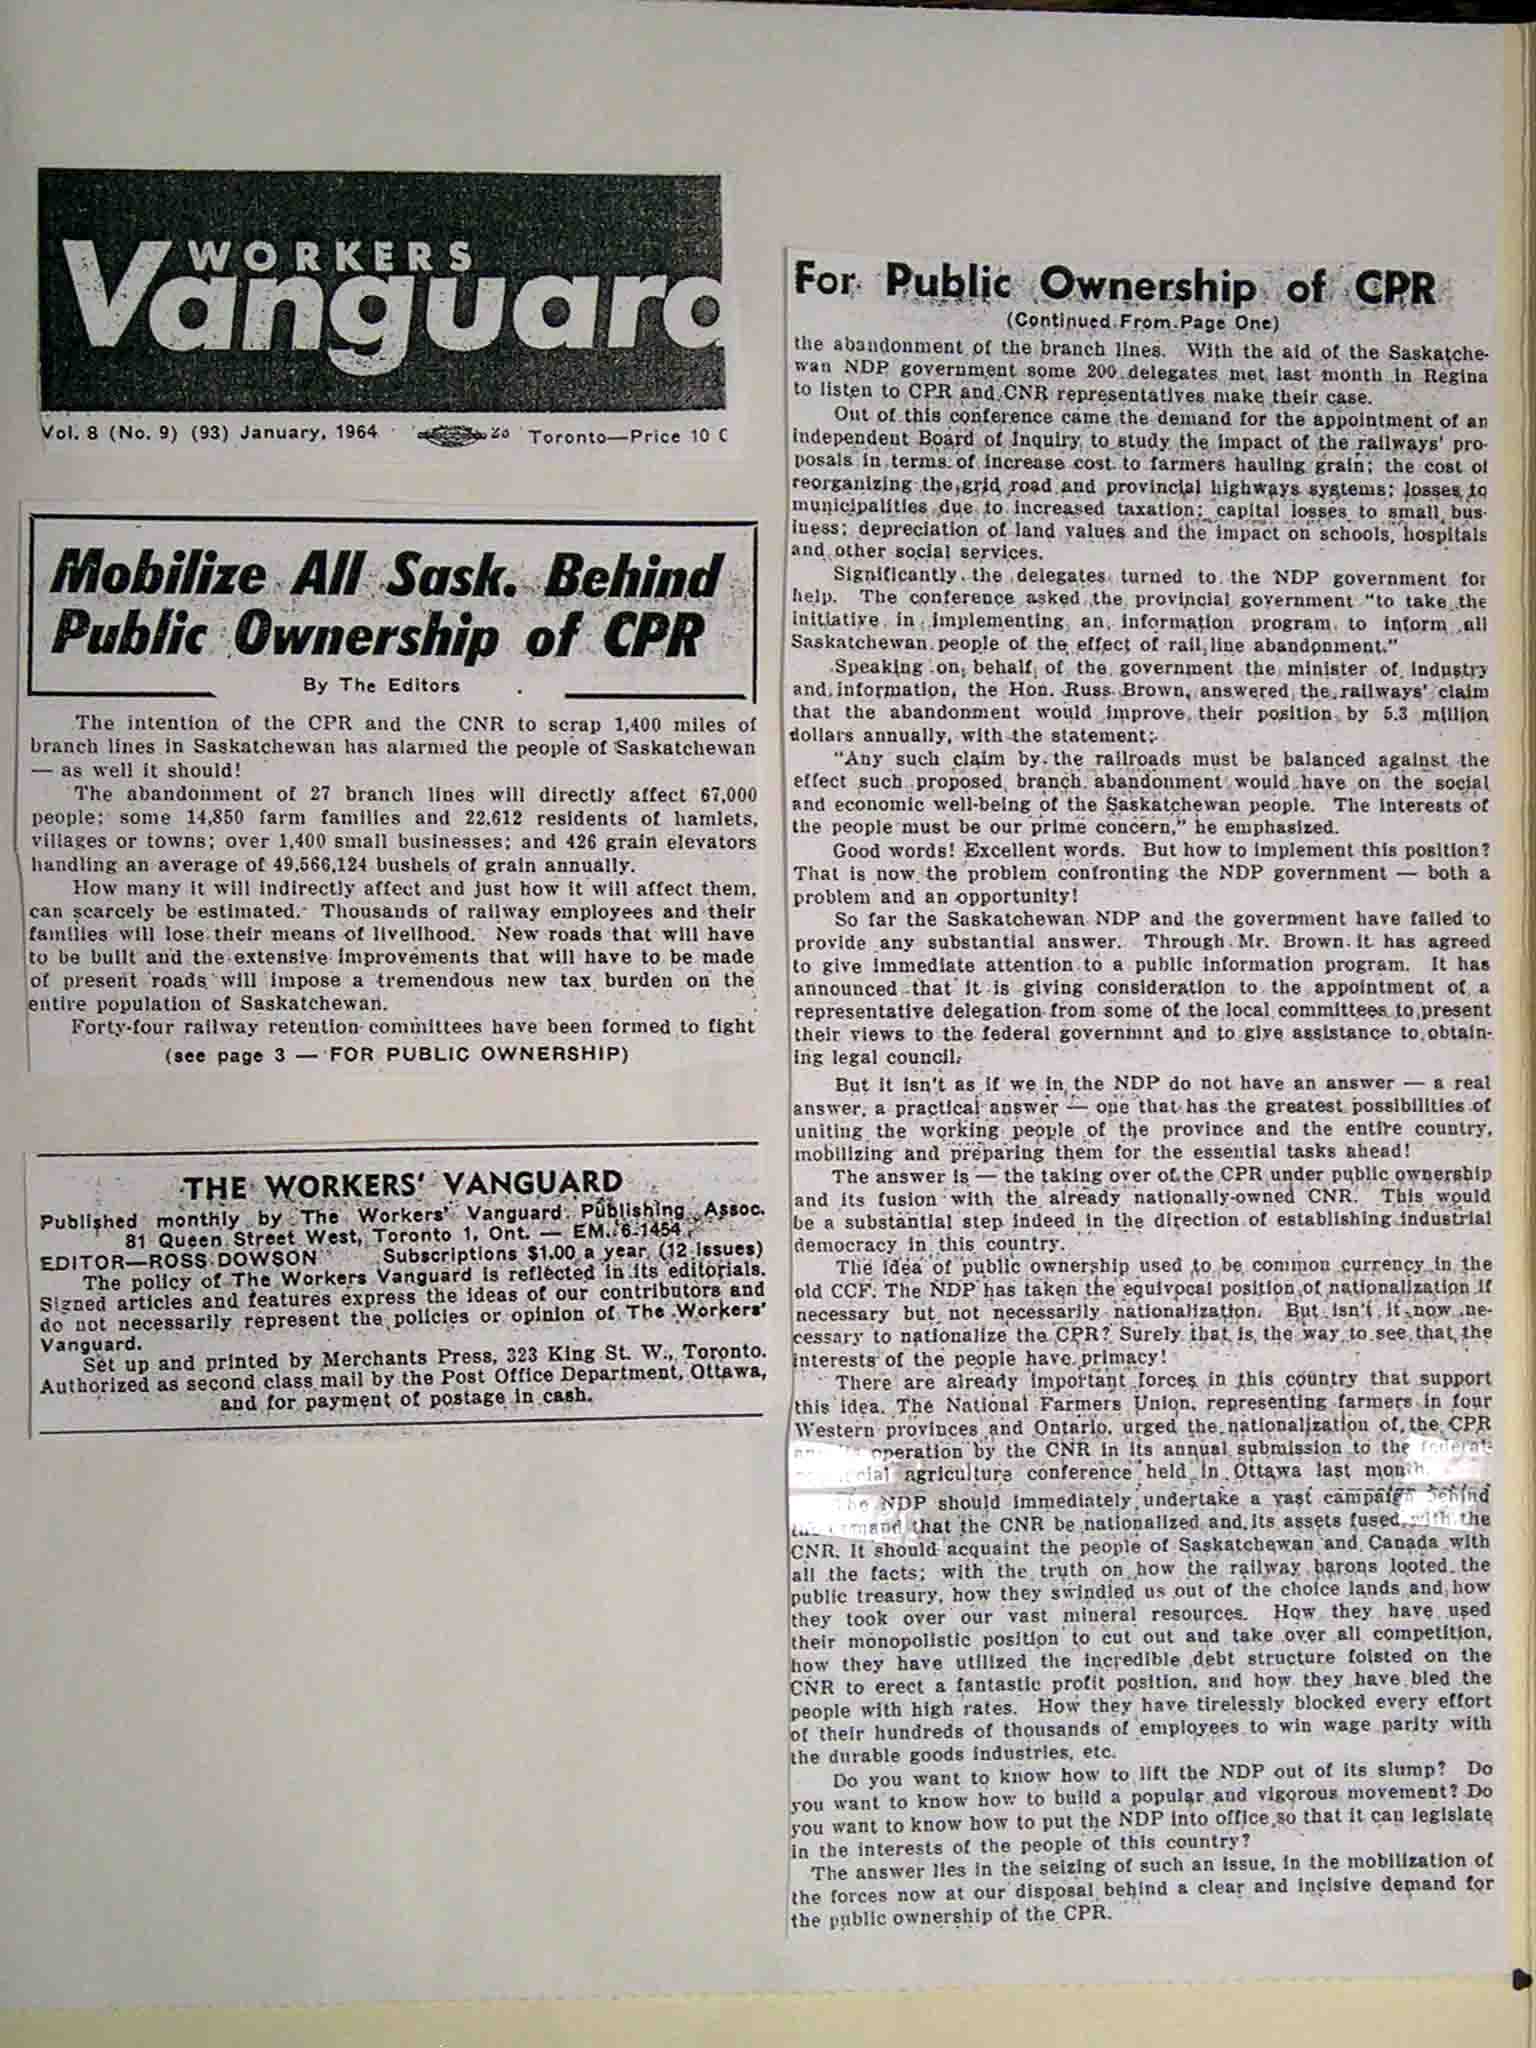 WORKERS
Vanguard
Vol. 8 (No. 9) (93) January, 1964
Toronto—Price 10 C
Mobilize All Sask. Behind
Public Ownership of CPR
By The Editors
The intention of the CPR and the CNR to scrap 1,400 miles of
branch lines in Saskatchewan has alarmed the people of Saskatchewan
— as well it should!
The abandonment of 27 branch lines will directly affect 67,000
people; some 14,850 farm families and 22,612 residents of hamlets,
villages or towns; over 1,400 small businesses; and 426 grain elevators
handling an average of 49,566,124 bushels of grain annually.
How many it will indirectly affect and just how it will affect them,
can scarcely be estimated. Thousands of railway employees and their
families will lose their means of livelihood. New roads that will have
to be built and the extensive improvements that will have to be made
of present roads will impose a tremendous new tax burden on the
entire population of Saskatchewan.
Forty-four railway retention committees have been formed to fight
(see page 3 — FOR PUBLIC OWNERSHIP)
THE WORKERS' VANGUARD
Published monthly by The Workers' Vanguard Publishing Assoc.
81 Queen Street West, Toronto 1, Ont. — EM. 6-1454
EDITOR—ROSS DOWSON Subscriptions $1.00 a year (12 issues)
The policy of The Workers Vanguard is reflected in its editorials.
Signed articles and features express the ideas of our contributors and
do not necessarily represent the policies or opinion of The Workers'
Vanguard.
Set up and printed by Merchants Press, 323 King St. W., Toronto.
Authorized as second class mail by the Post Office Department, Ottawa,
and for payment of postage in cash.
For Public Ownership of CPR
(Continued From Page One)
the abandonment of the branch lines. With the aid of the Saskatche-
wan NDP government some 200 delegates met last month in Regina
to listen to CPR and CNR representatives make their case.
Out of this conference came the demand for the appointment of an
independent Board of Inquiry to study the impact of the railways' pro-
posals in terms of increase cost to farmers hauling grain; the cost of
reorganizing the grid road and provincial highways systems; losses to
municipalities due to increased taxation; capital losses to small bus-
iness; depreciation of land values and the impact on schools, hospitals
and other social services.
Significantly the delegates turned to the NDP government for
help. The conference asked the provincial government "to take the
initiative in implementing an information program to inform all
Saskatchewan people of the effect of rail line abandonment."
Speaking on behalf of the government the minister of industry
and information, the Hon. Russ Brown, answered the railways' claim
that the abandonment would improve their position by 5.3 million
dollars annually, with the statement:
"Any such claim by the railroads must be balanced against the
effect such proposed branch abandonment would have on the social
and economic well-being of the Saskatchewan people. The interests of
the people must be our prime concern," he emphasized.
Good words! Excellent words. But how to implement this position?
That is now the problem confronting the NDP government — both a
problem and an opportunity!
So far the Saskatchewan NDP and the government have failed to
provide any substantial answer. Through Mr. Brown it has agreed
to give immediate attention to a public information program. It has
announced that it is giving consideration to the appointment of a
representative delegation from some of the local committees to present
their views to the federal governmnt and to give assistance to obtain-
ing legal council.
But it isn't as if we in the NDP do not have an answer — a real
answer, a practical answer — one that has the greatest possibilities of
uniting the working people of the province and the entire country,
mobilizing and preparing them for the essential tasks ahead!
The answer is — the taking over of the CPR under public ownership
and its fusion with the already nationally-owned CNR. This would
be a substantial step indeed in the direction of establishing industrial
democracy in this country.
The idea of public ownership used to be common currency in the
old CCF. The NDP has taken the equivocal position of nationalization if
necessary but not necessarily nationalization. But isn't it now ne-
cessary to nationalize the CPR? Surely that is the way to see that the
interests of the people have primacy!
There are already important forces in this country that support
this idea. The National Farmers Union, representing farmers in four
Western provinces and Ontario, urged the nationalization of the CPR
operation by the CNR in its annual submission to the federal-
agriculture conference held in Ottawa last month.
The NDP should immediately undertake a vast campaign behind
that the CNR be nationalized and its assets fused with the
CNR. It should acquaint the people of Saskatchewan and Canada with
all the facts; with the truth on how the railway barons looted the
public treasury, how they swindled us out of the choice lands and how
they took over our vast mineral resources. How they have used
their monopolistic position to cut out and take over all competition,
how they have utilized the incredible debt structure foisted on the
CNR to erect a fantastic profit position, and how they have bled the
people with high rates. How they have tirelessly blocked every effort
of their hundreds of thousands of employees to win wage parity with
the durable goods industries, etc.
Do you want to know how to lift the NDP out of its slump? Do
you want to know how to build a popular and vigorous movement? Do
you want to know how to put the NDP into office so that it can legislate
in the interests of the people of this country?
The answer lies in the seizing of such an issue, in the mobilization of
the forces now at our disposal behind a clear and incisive demand for
the public ownership of the CPR.